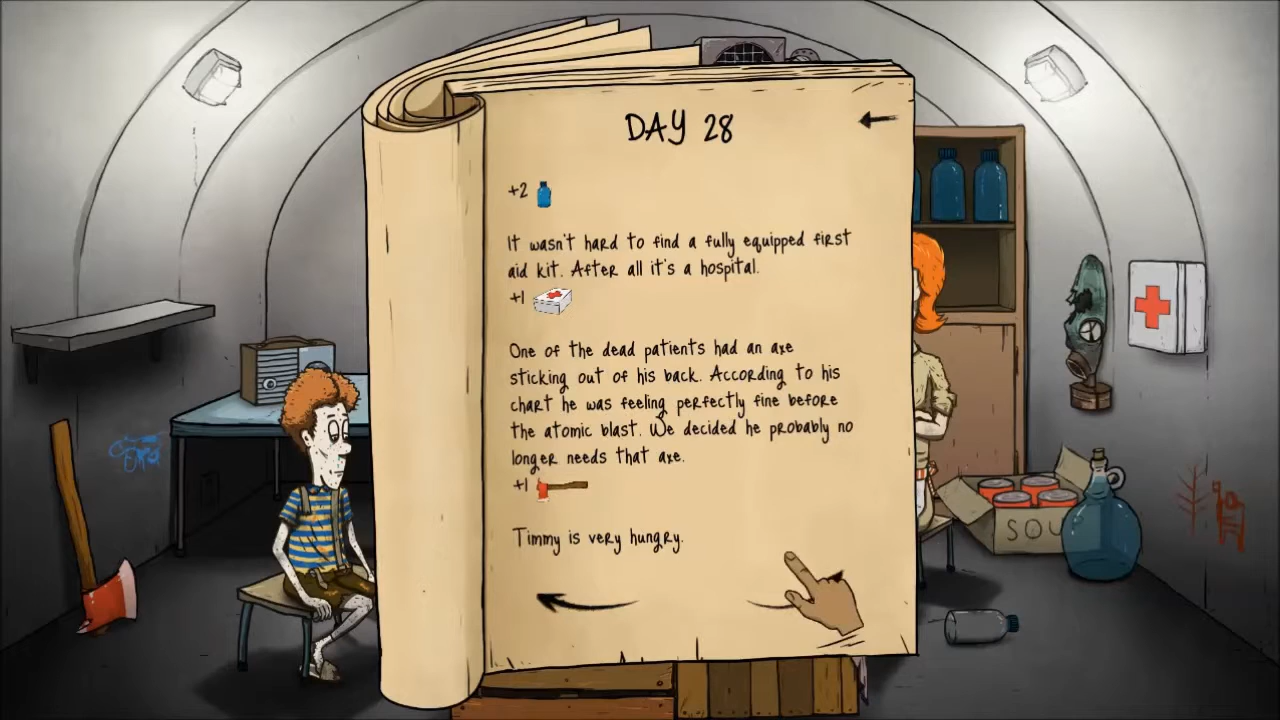 DAY 28
+2
It wasn't hard to find a fully equipped first
aid kit. After all it's a hospital.
+1
One of the dead patients had an axe
sticking out of his back. According to his
chart he was feeling perfectly fine before
the atomic blast. We decided he probably no
longer needs that axe.
+1
Timmy is very hungry.
SOU